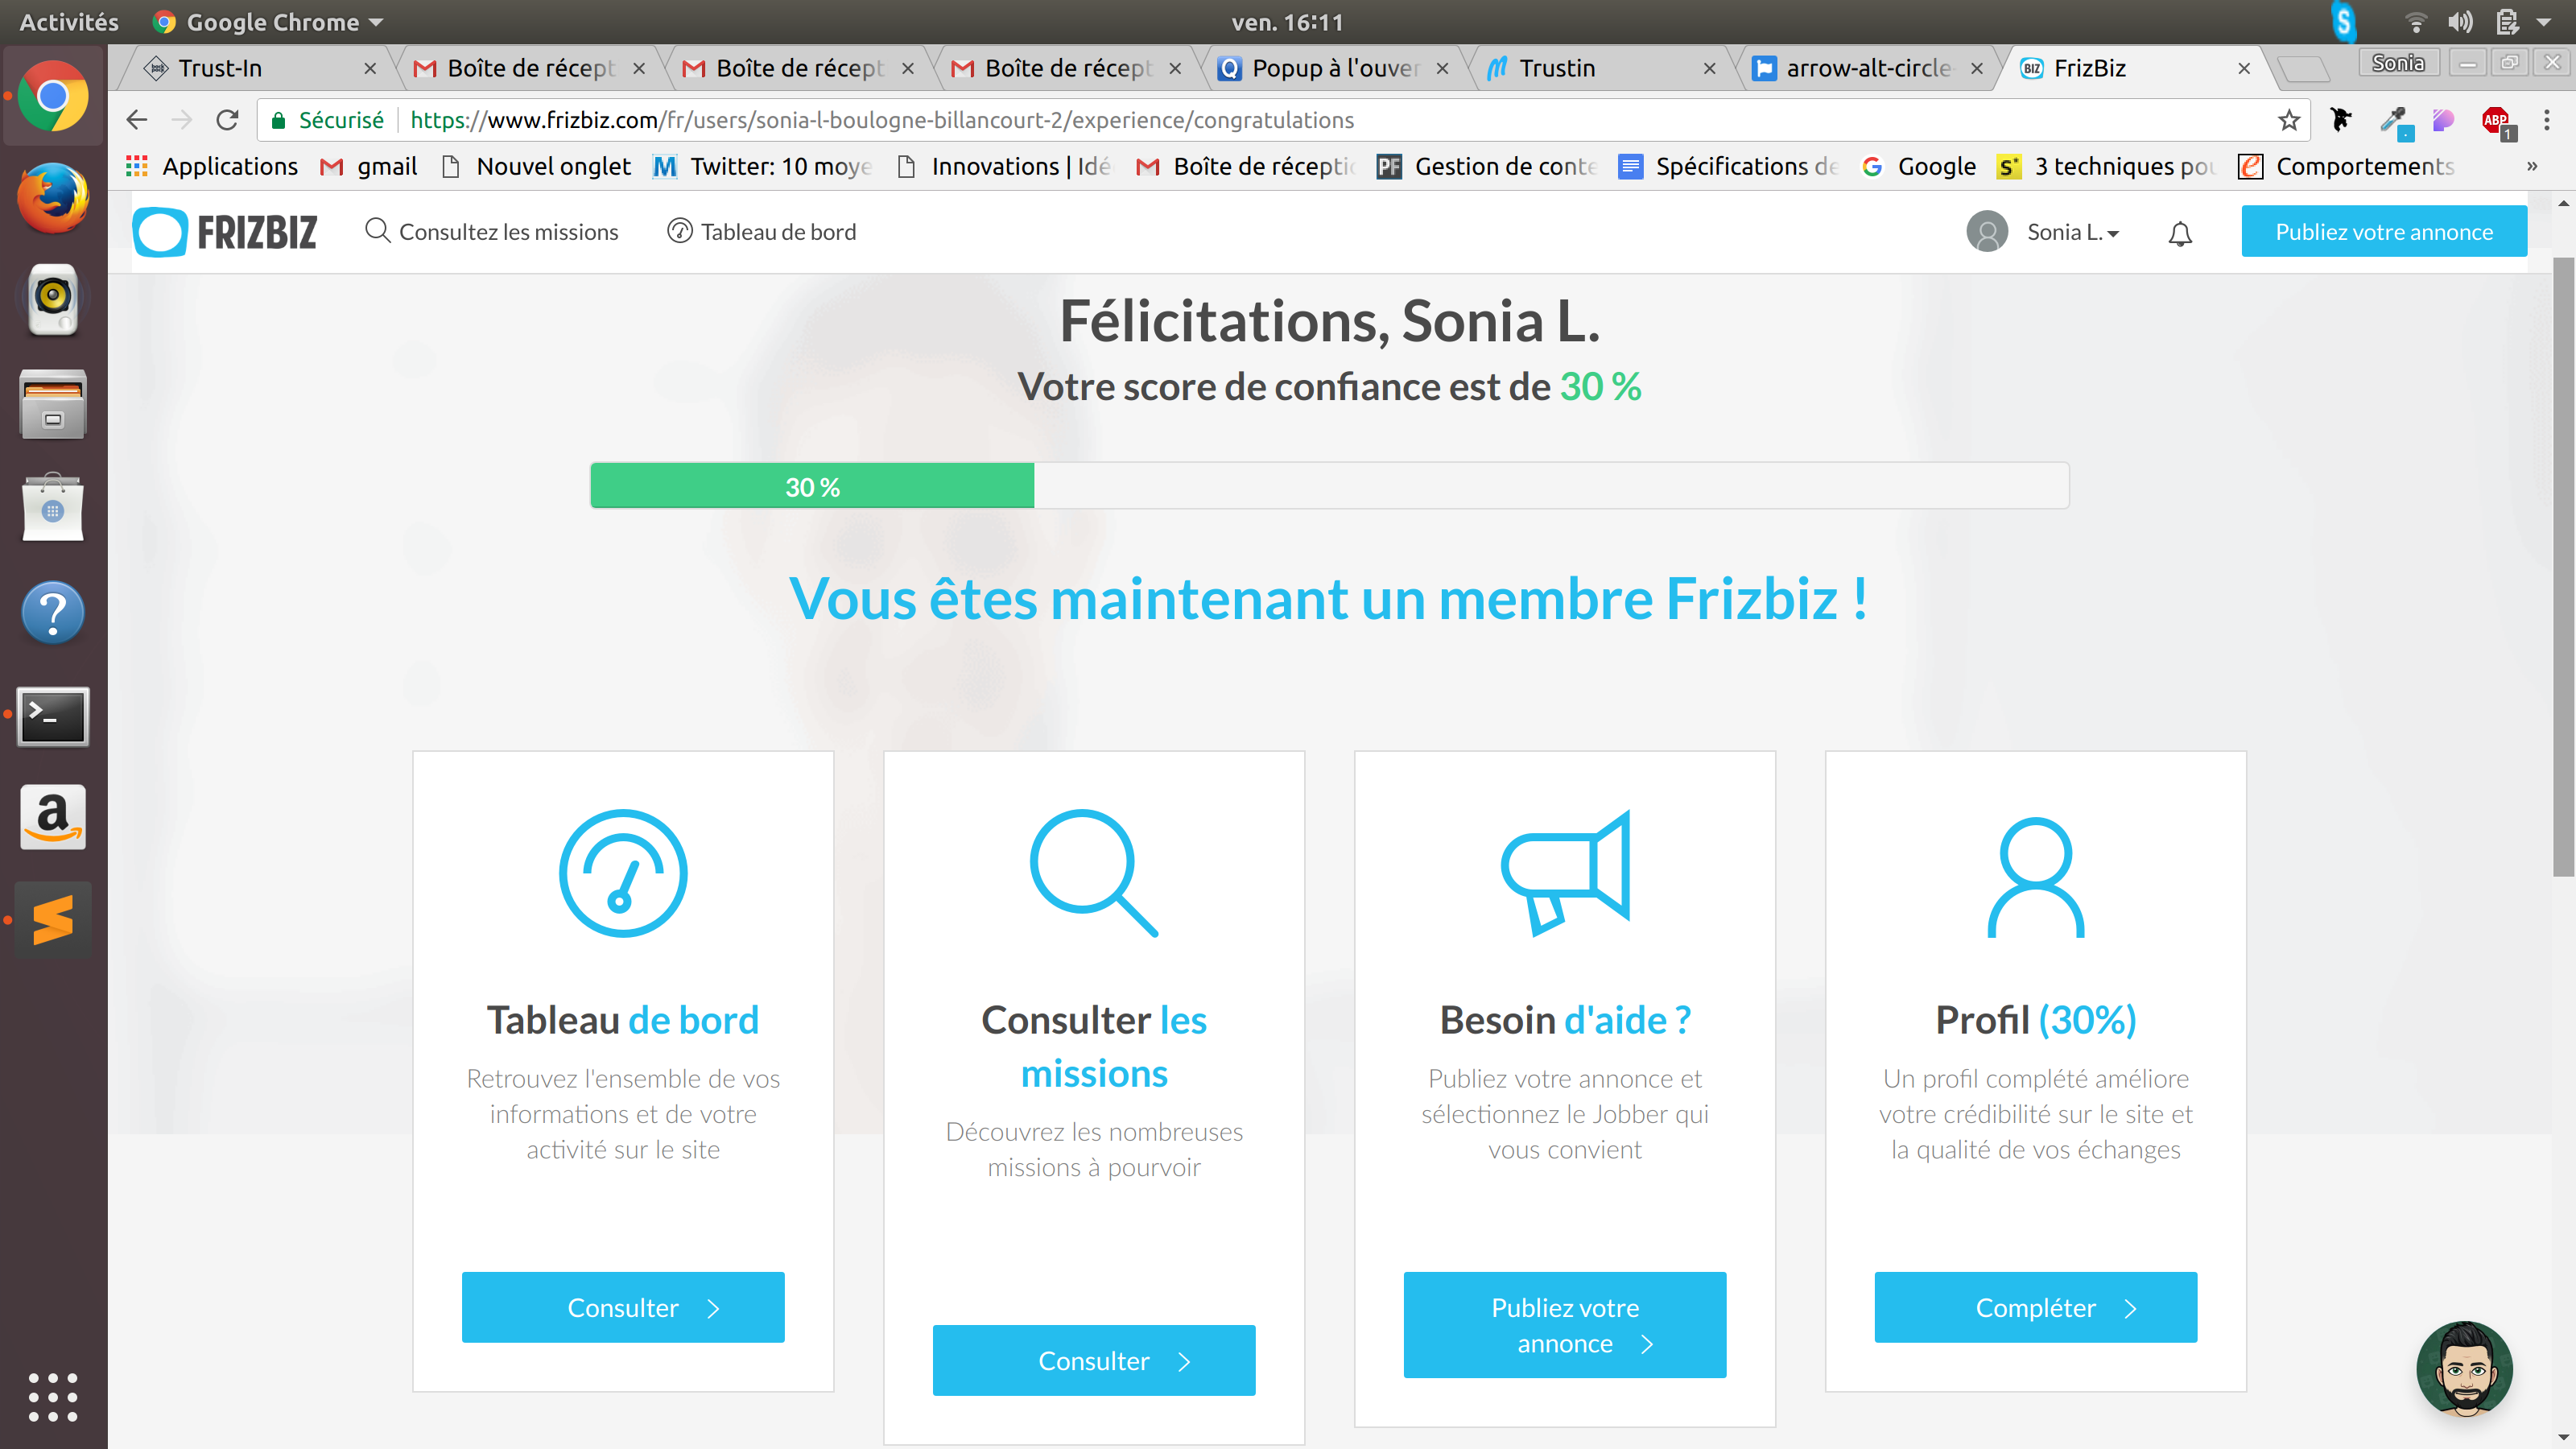 Activités Google Chrome ven. 16:11
Trust-In Boîte de récept Boîte de récept Boîte de récept Popup à l'ouver Trustin arrow-alt-circle- FrizBiz Sonia
Sécurisé https://www.frizbiz.com/fr/users/sonia-l-boulogne-billancourt-2/experience/congratulations ABP 1
Applications gmail Nouvel onglet Twitter: 10 moye Innovations | Idé Boîte de réceptio Gestion de conte Spécifications de Google 3 techniques pou Comportements »
FRIZBIZ Consultez les missions Tableau de bord Sonia L. Publiez votre annonce
Félicitations, Sonia L.
Votre score de confiance est de 30 %
30 %
Vous êtes maintenant un membre Frizbiz !
Tableau de bord
Retrouvez l'ensemble de vos
informations et de votre
activité sur le site
Consulter
Consulter les
missions
Découvrez les nombreuses
missions à pourvoir
Consulter
Besoin d'aide ?
Publiez votre annonce et
sélectionnez le Jobber qui
vous convient
Publiez votre
annonce
Profil (30%)
Un profil complété améliore
votre crédibilité sur le site et
la qualité de vos échanges
Compléter